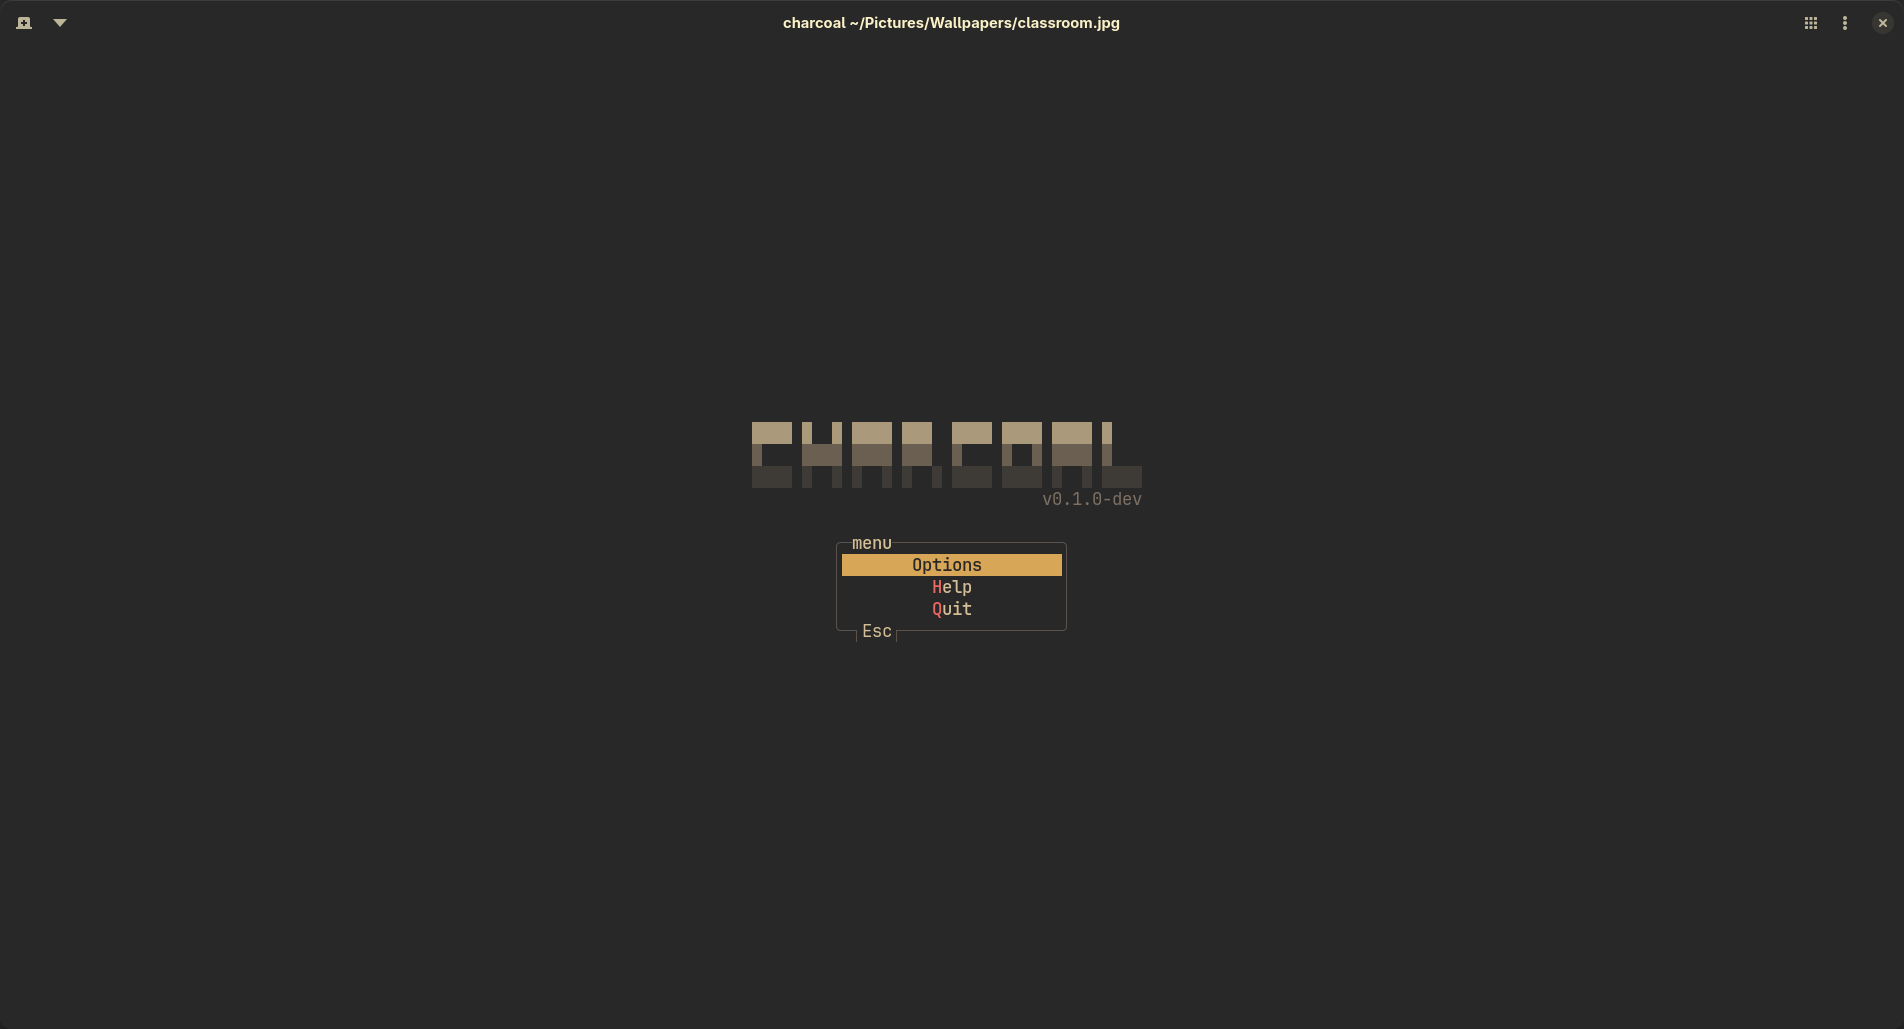 charcoal ~/Pictures/Wallpapers/classroom.jpg
CHARCOAL
v0.1.0-dev
menu
Options
Help
Quit
Esc